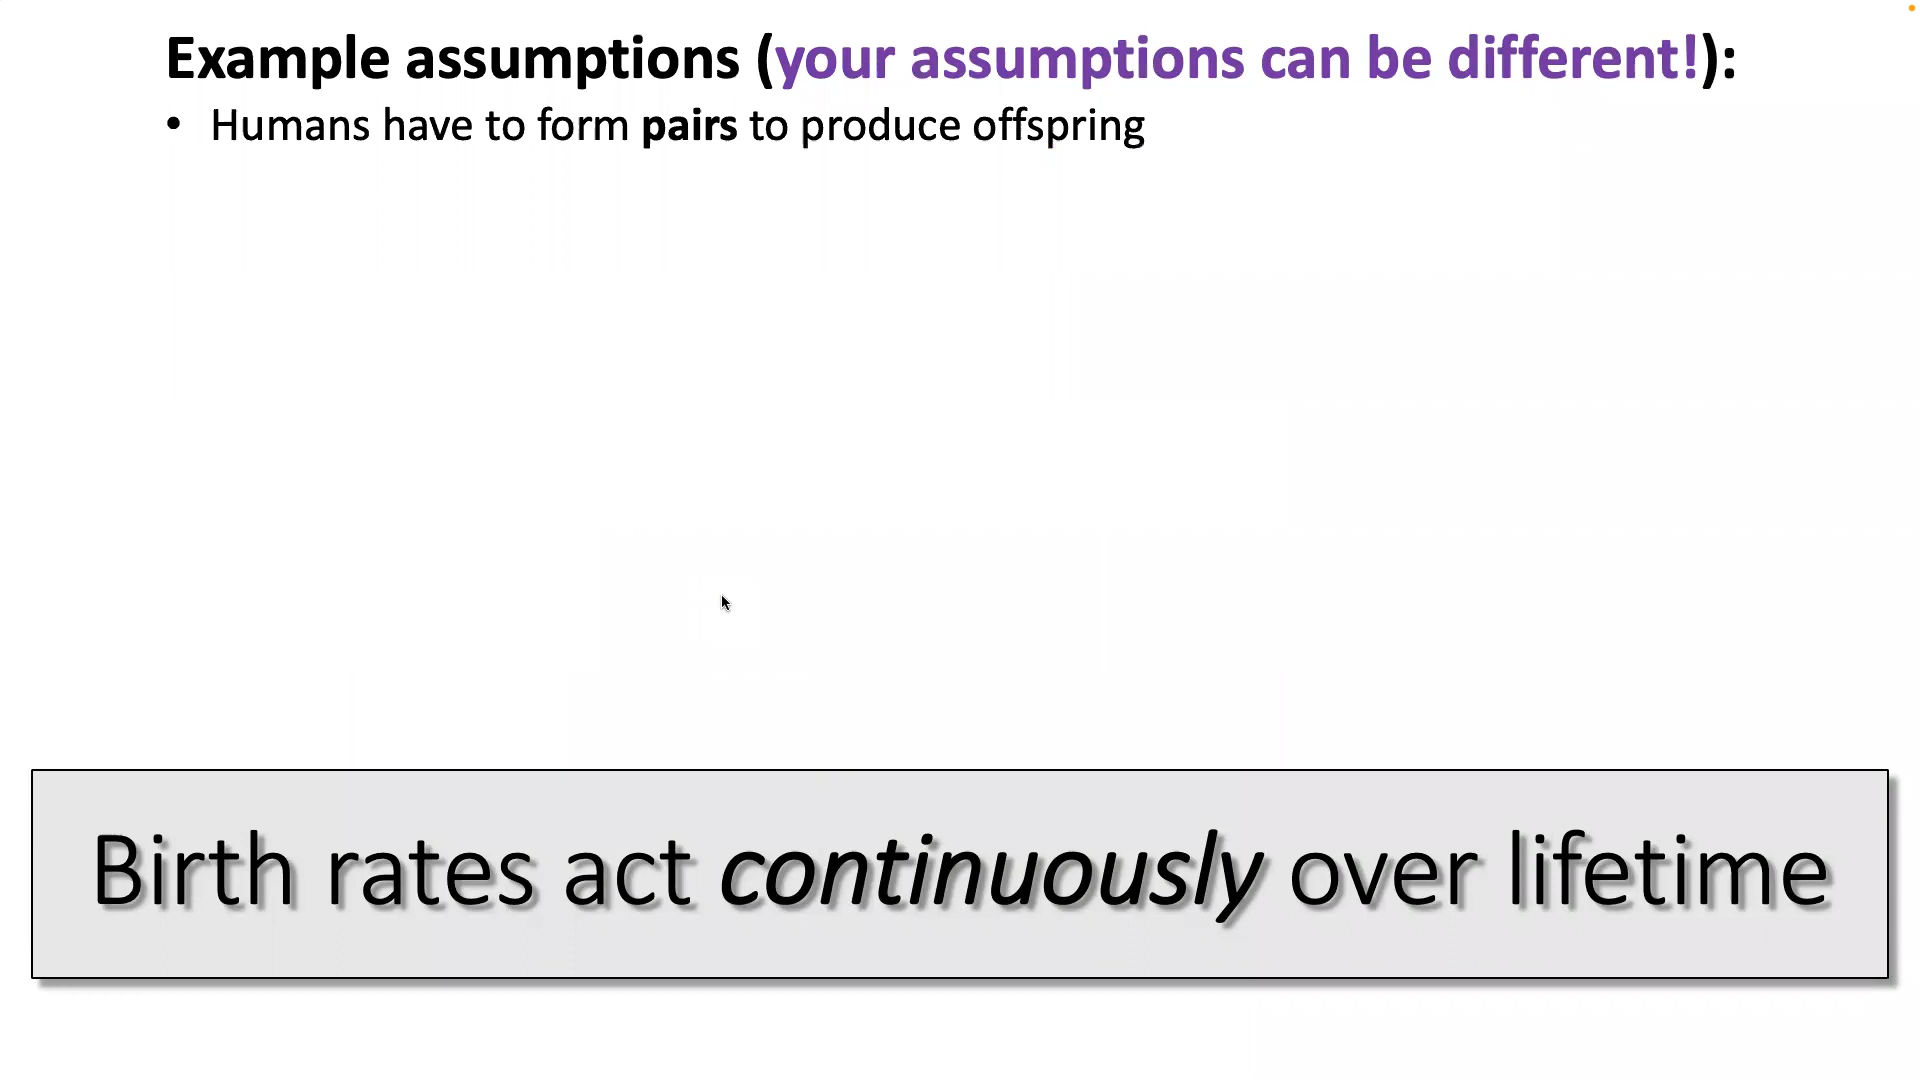 Example assumptions (your assumptions can be different!):
• Humans have to form pairs to produce offspring
Birth rates act continuously over lifetime